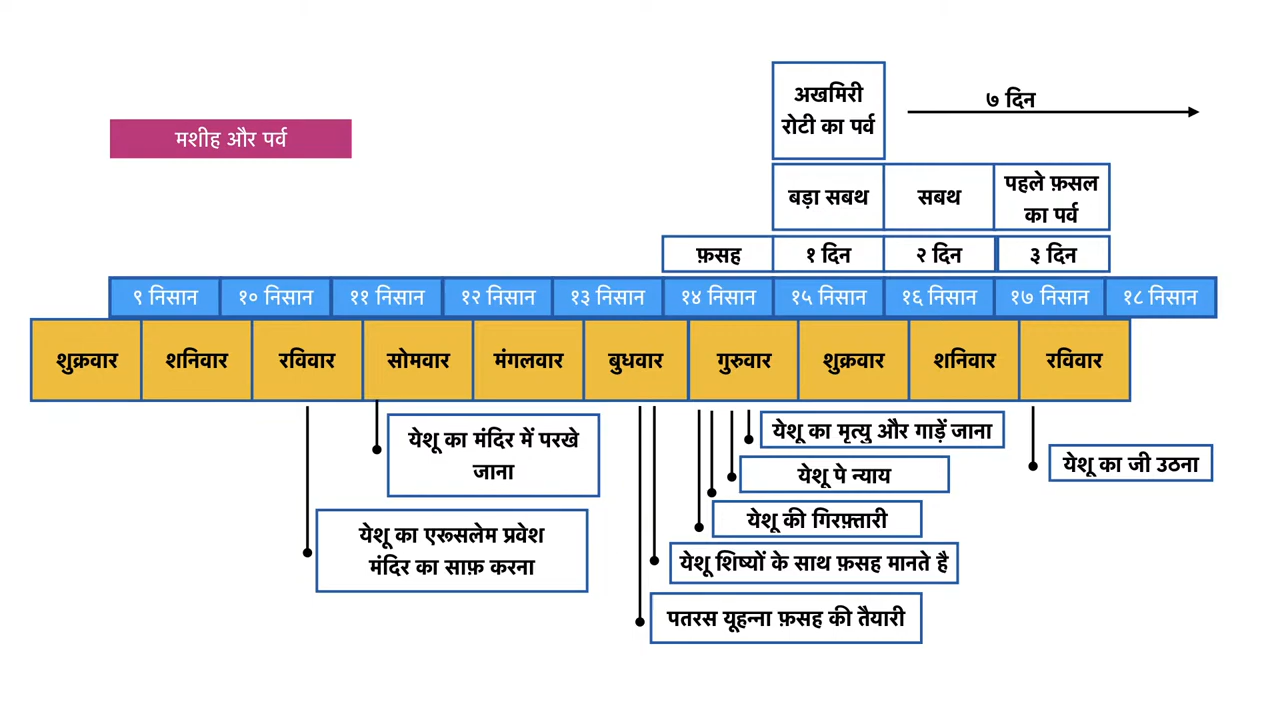 अखमिरी
रोटी का पर्व
७ दिन
मशीह और पर्व
बड़ा सबथ
सबथ
पहले फ़सल
का पर्व
फ़सह
१ दिन
२ दिन
३ दिन
९ निसान
१० निसान
११ निसान
१२ निसान
१३ निसान
१४ निसान
१५ निसान
१६ निसान
१७ निसान
१८ निसान
शुक्रवार
शनिवार
रविवार
सोमवार
मंगलवार
बुधवार
गुरुवार
शुक्रवार
शनिवार
रविवार
येशू का मंदिर में परखे
जाना
येशू का मृत्यु और गाड़ें जाना
येशू पे न्याय
येशू का जी उठना
येशू का एरूसलेम प्रवेश
मंदिर का साफ़ करना
येशू की गिरफ़्तारी
येशू शिष्यों के साथ फ़सह मानते है
पतरस यूहन्ना फ़सह की तैयारी